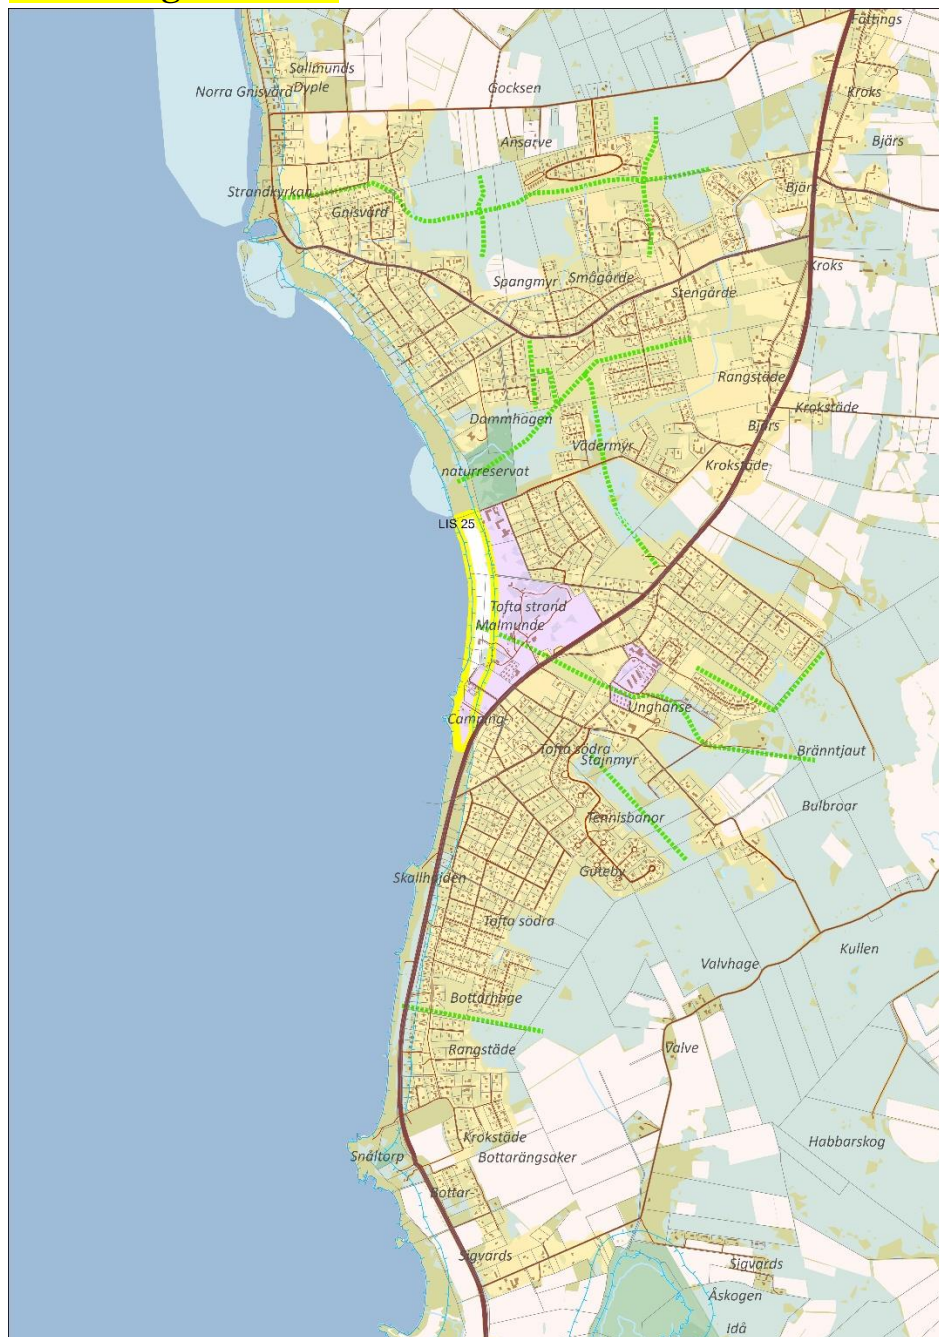 Fättings
Sallmunds
Dyple
Norra Gnisvärd
Gocksen
Kroks
Ansarve
Bjärs
Strandkyrkan
Bjärs
Gnisvärd
Kroks
Spangmyr
Smågårde
Stengårde
Rangstäde
Krokstäde
Dammhagen
Bjärs
Vadermyr
Krokstäde
naturreservat
LIS 25
Tofta strand
Malmunde
Unghanse
Camping-
Tofta södra
Stajnmyr
Bränntjaut
Bulbroar
Tennisbanor
Guteby
Skallhajden
Tofta södra
Kullen
Valvhage
Bottarhage
Rangstäde
Valve
Krokstäde
Habbarskog
Snåltorp
Bottarängsaker
Bottar-
Sigvards
Sigvards
Åskogen
Idå